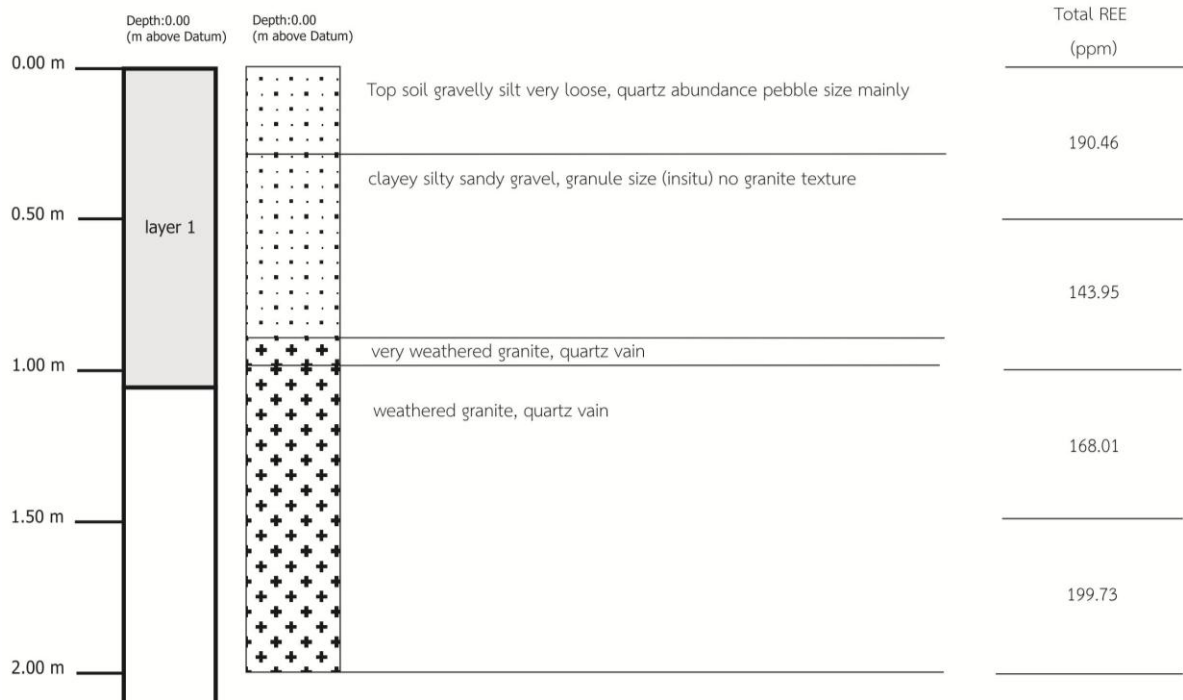 Depth:0.00
(m above Datum)
Depth:0.00
(m above Datum)
Total REE
(ppm)
0.00 m
Top soil gravelly silt very loose, quartz abundance pebble size mainly
190.46
clayey silty sandy gravel, granule size (insitu) no granite texture
0.50 m
layer 1
143.95
very weathered granite, quartz vain
1.00 m
weathered granite, quartz vain
168.01
1.50 m
199.73
2.00 m